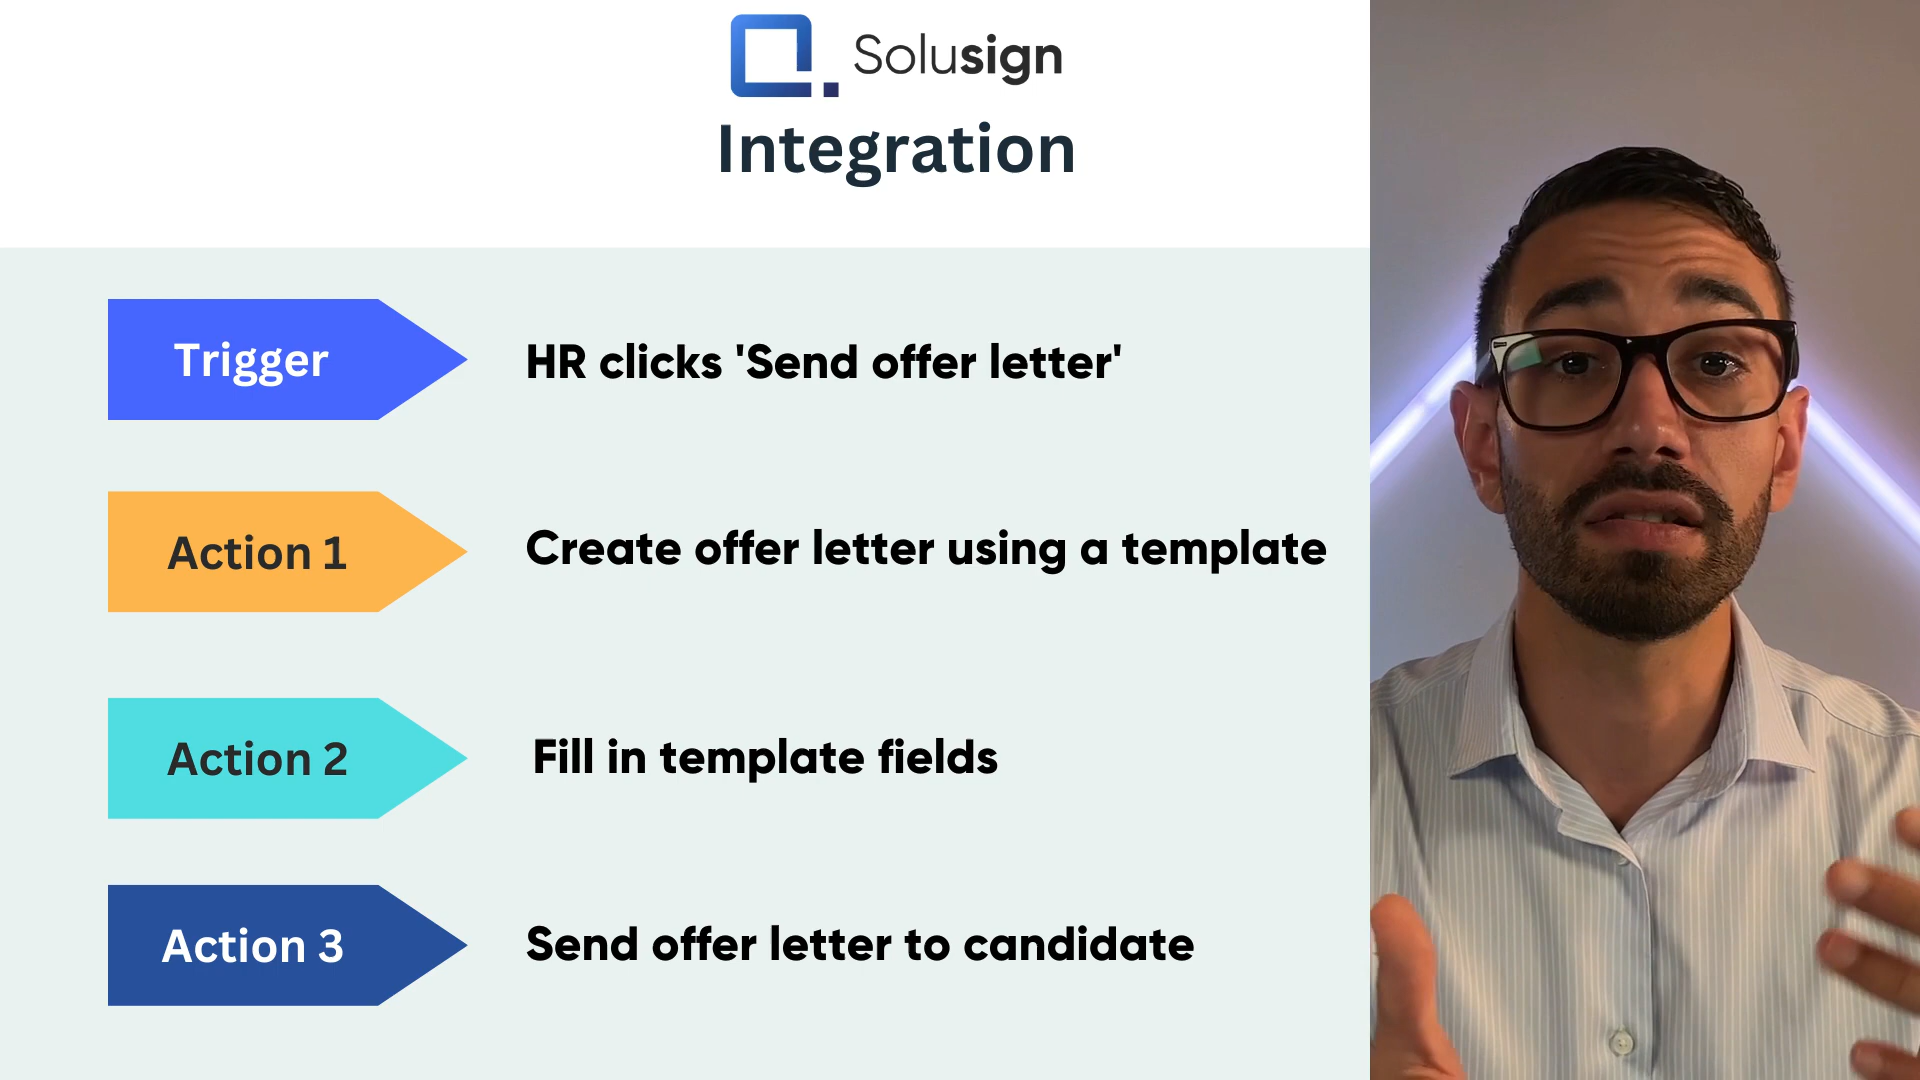 Solusign
Integration
Trigger
HR clicks 'Send offer letter'
Action 1
Create offer letter using a template
Action 2
Fill in template fields
Action 3
Send offer letter to candidate